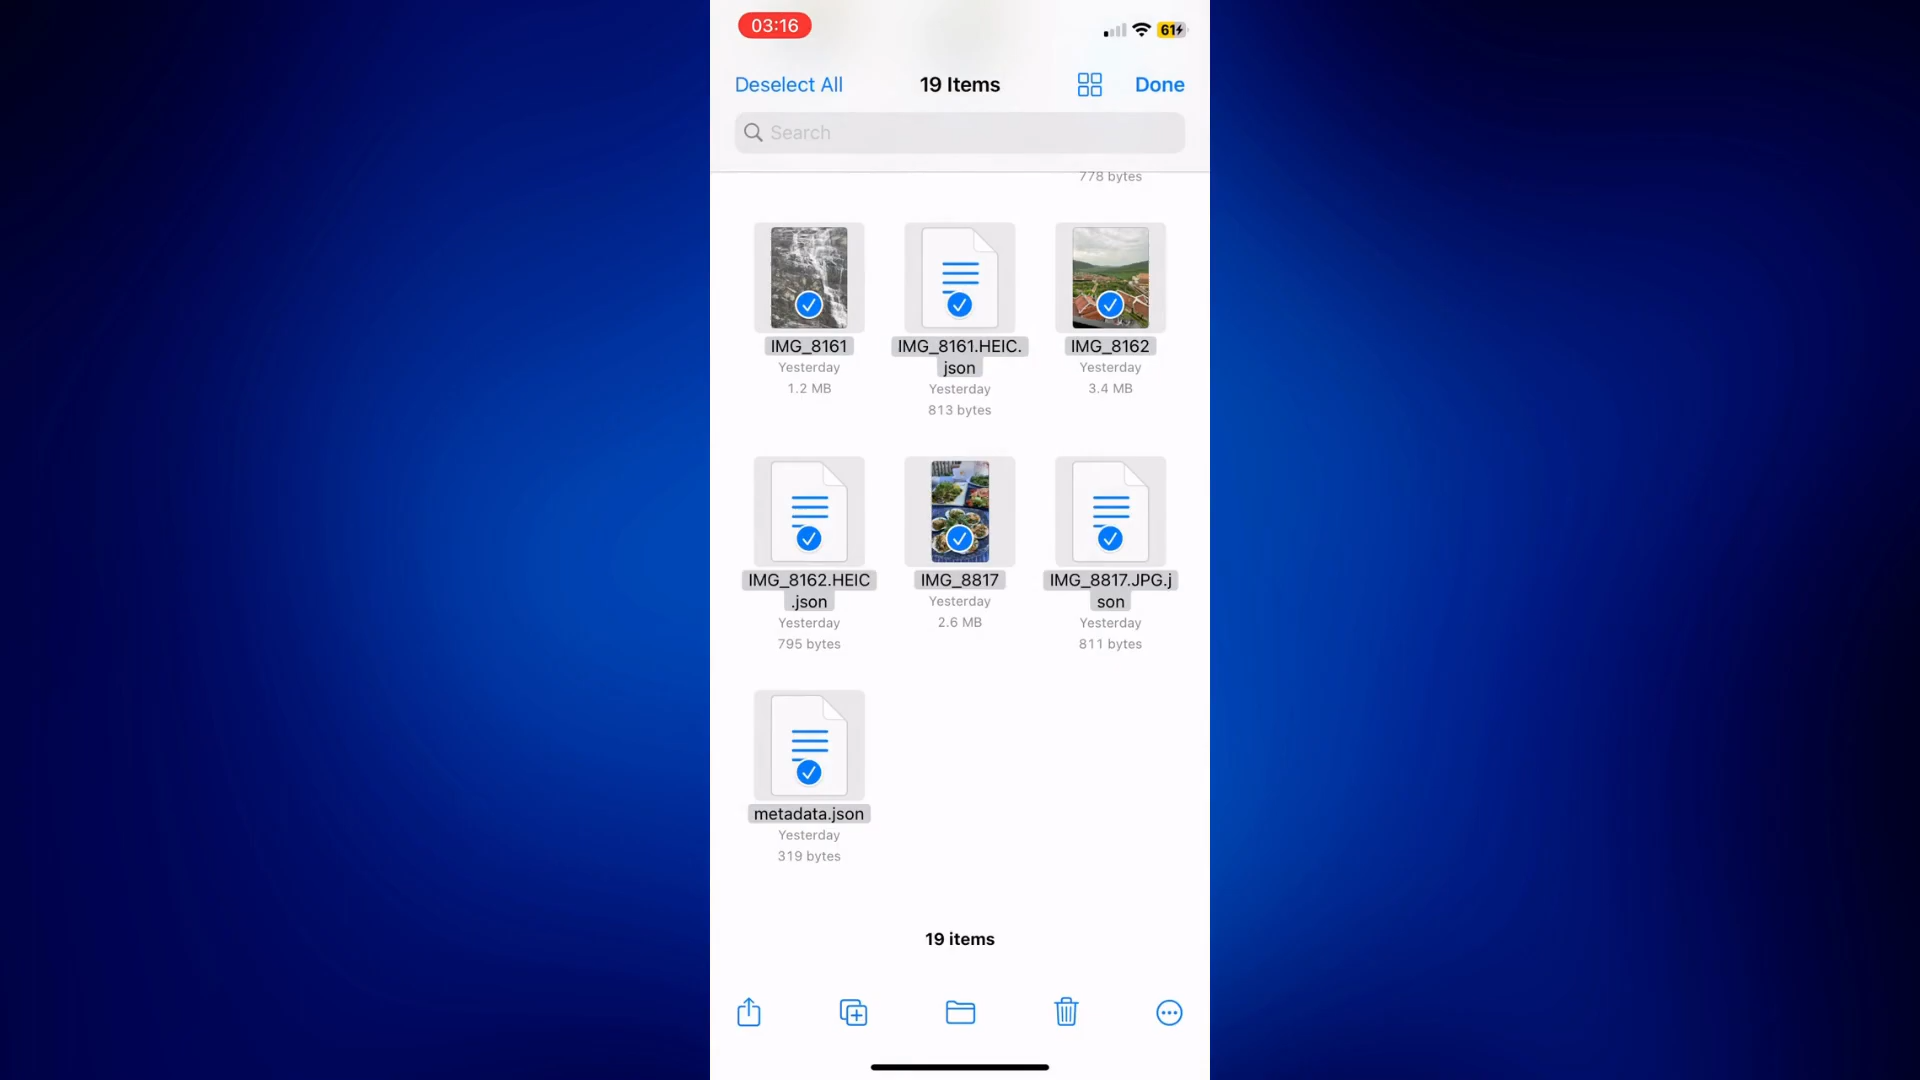 03:16
61
Deselect All
19 Items
Done
Search
778 bytes
IMG_8161
Yesterday
1.2 MB
IMG_8161.HEIC.
json
Yesterday
813 bytes
IMG_8162
Yesterday
3.4 MB
IMG_8162.HEIC
.json
Yesterday
795 bytes
IMG_8817
Yesterday
2.6 MB
IMG_8817.JPG.j
son
Yesterday
811 bytes
metadata.json
Yesterday
319 bytes
19 items